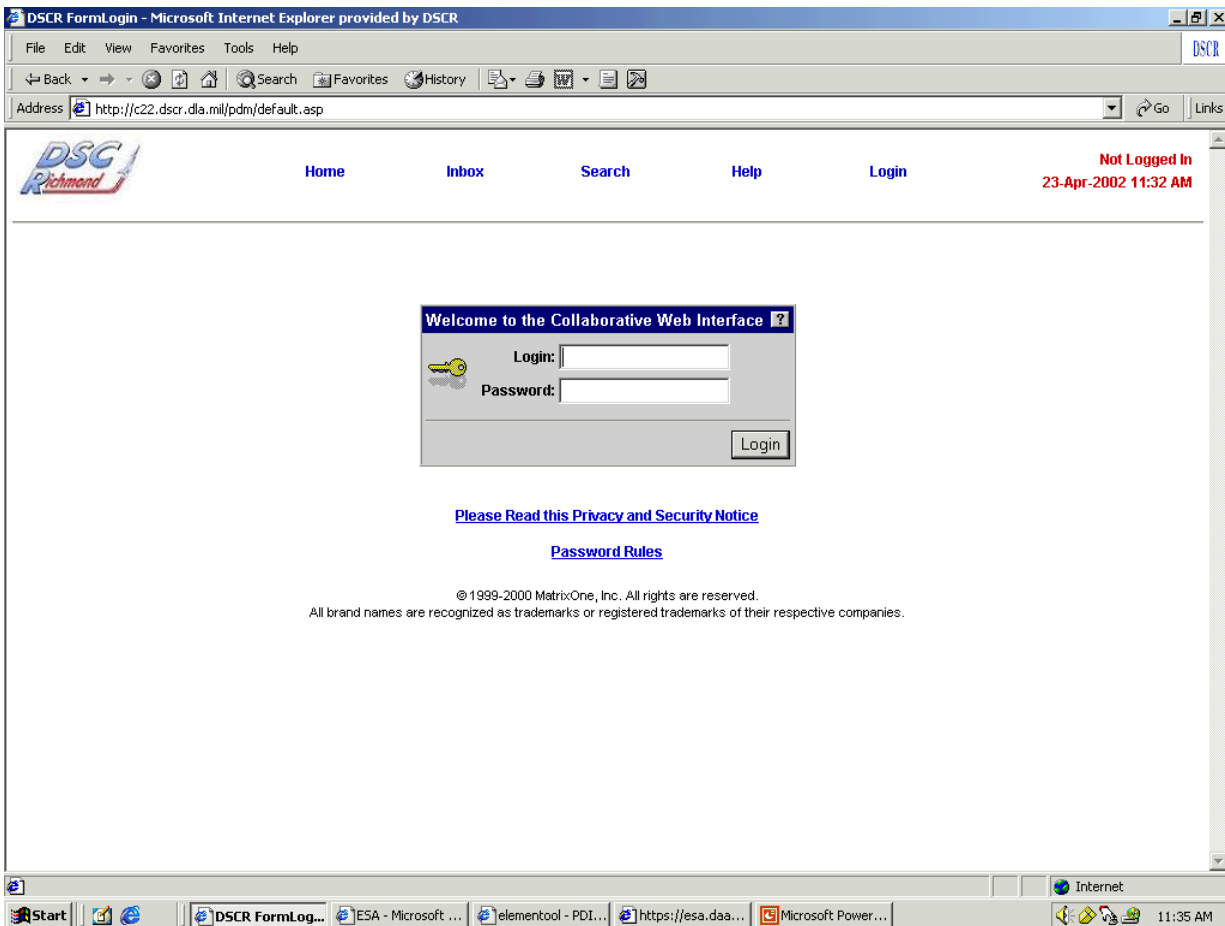 DSCR FormLogin - Microsoft Internet Explorer provided by DSCR
File Edit View Favorites Tools Help
DSCR
Back Search Favorites History
Address http://c22.dscr.dla.mil/pdm/default.asp Go Links
DSC
Richmond
Home Inbox Search Help Login
Not Logged In
23-Apr-2002 11:32 AM
Welcome to the Collaborative Web Interface ?
Login:
Password:
Login
Please Read this Privacy and Security Notice
Password Rules
© 1999-2000 MatrixOne, Inc. All rights are reserved.
All brand names are recognized as trademarks or registered trademarks of their respective companies.
Internet
Start DSCR FormLog... ESA - Microsoft ... elementool - PDI... https://esa.daa... Microsoft Power... 11:35 AM